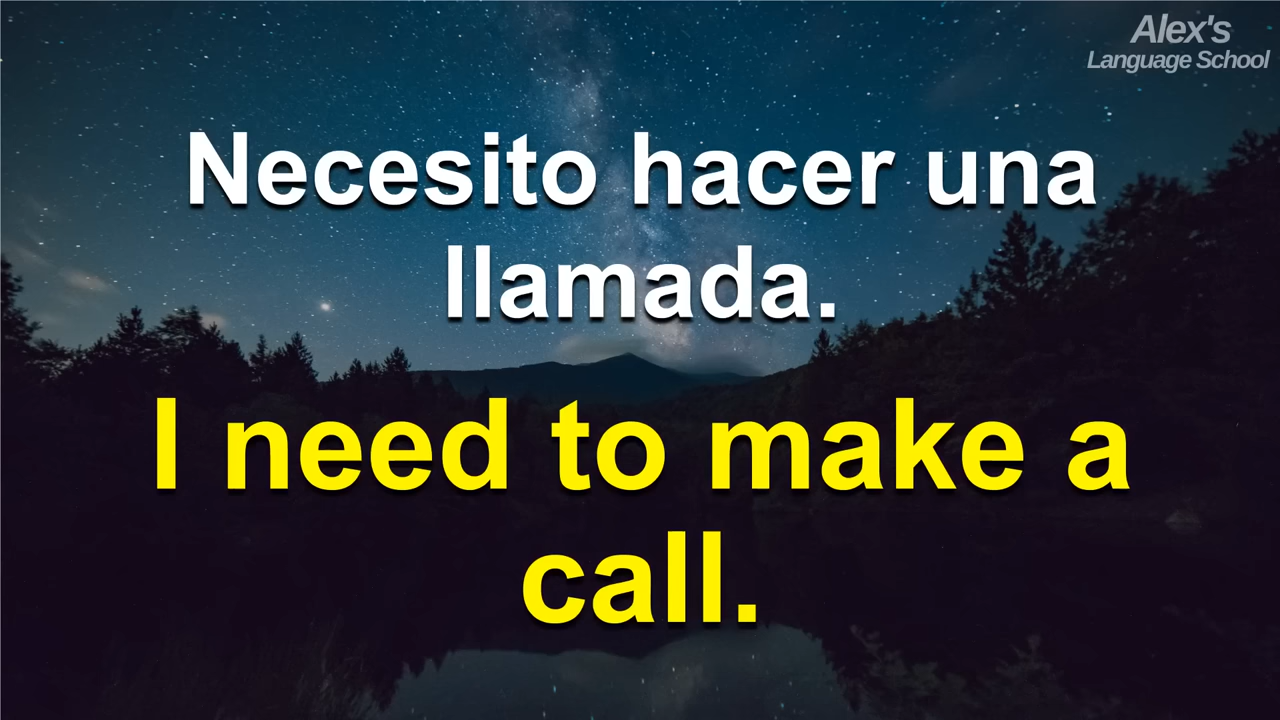 Alex's
Language School
Necesito hacer una
llamada.
I need to make a
call.